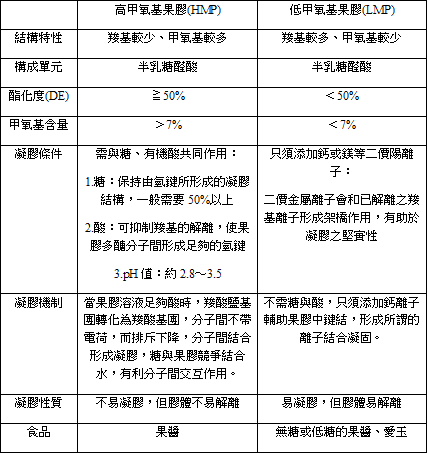 高甲氧基果膠(HMP)
低甲氧基果膠(LMP)
結構特性
羧基較少、甲氧基較多
羧基較多、甲氧基較少
構成單元
半乳糖醛酸
半乳糖醛酸
酯化度(DE)
≧50%
＜50%
甲氧基含量
＞7%
＜7%
凝膠條件
需與糖、有機酸共同作用：
1.糖：保持由氫鍵所形成的凝膠
結構，一般需要 50%以上
2.酸：可抑制羧基的解離，使果
膠多醣分子間形成足夠的氫鍵
3.pH 值：約 2.8～3.5
只須添加鈣或鎂等二價陽離
子：
二價金屬離子會和已解離之羧
基離子形成架橋作用，有助於
凝膠之堅實性
凝膠機制
當果膠溶液足夠酸時，羧酸鹽基
團轉化為羧酸基團，分子間不帶
電荷，而排斥下降，分子間結合
形成凝膠，糖與果膠競爭結合
水，有利分子間交互作用。
不需糖與酸，只須添加鈣離子
輔助果膠中鍵結，形成所謂的
離子結合凝固。
凝膠性質
不易凝膠，但膠體不易解離
易凝膠，但膠體易解離
食品
果醬
無糖或低糖的果醬、愛玉